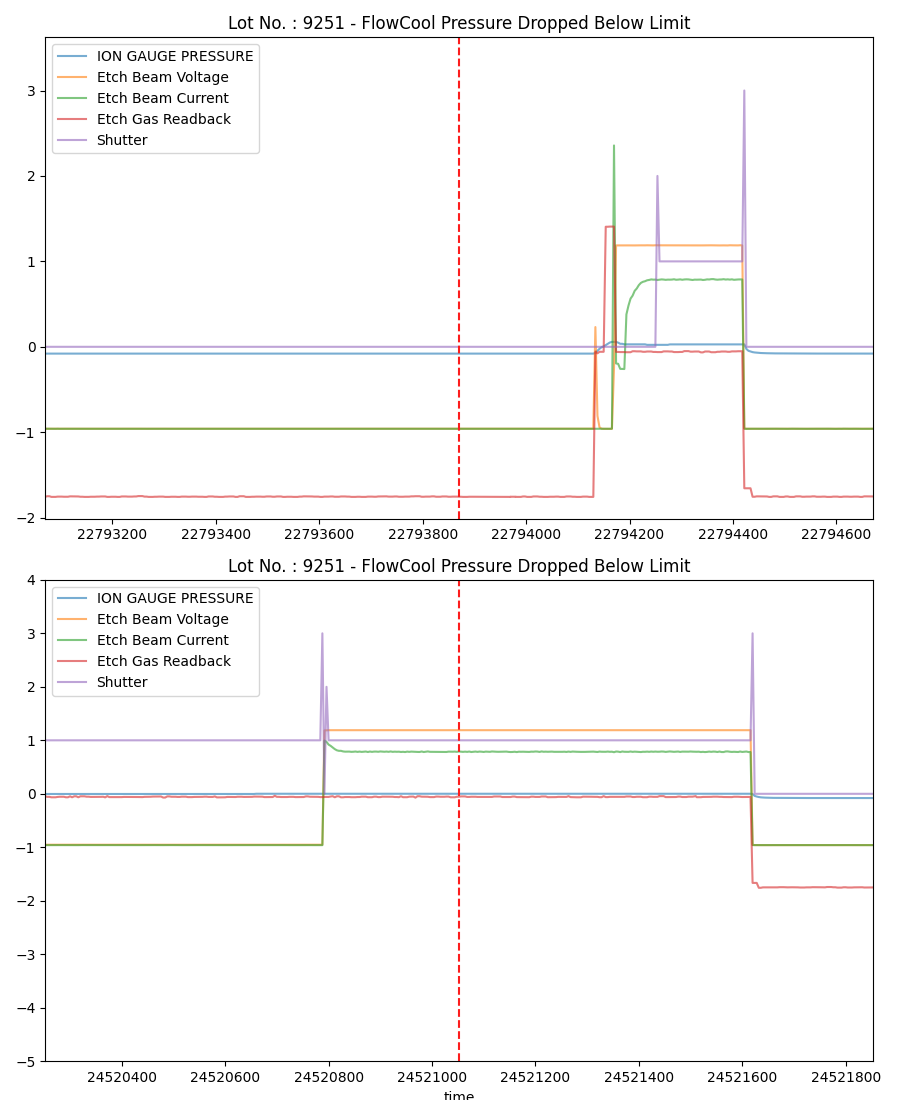 Lot No. : 9251 - FlowCool Pressure Dropped Below Limit
ION GAUGE PRESSURE
Etch Beam Voltage
Etch Beam Current
Etch Gas Readback
Shutter
3
2
1
0
−1
−2
22793200 22793400 22793600 22793800 22794000 22794200 22794400 22794600
Lot No. : 9251 - FlowCool Pressure Dropped Below Limit
ION GAUGE PRESSURE
Etch Beam Voltage
Etch Beam Current
Etch Gas Readback
Shutter
4
3
2
1
0
−1
−2
−3
−4
−5
24520400 24520600 24520800 24521000 24521200 24521400 24521600 24521800
time